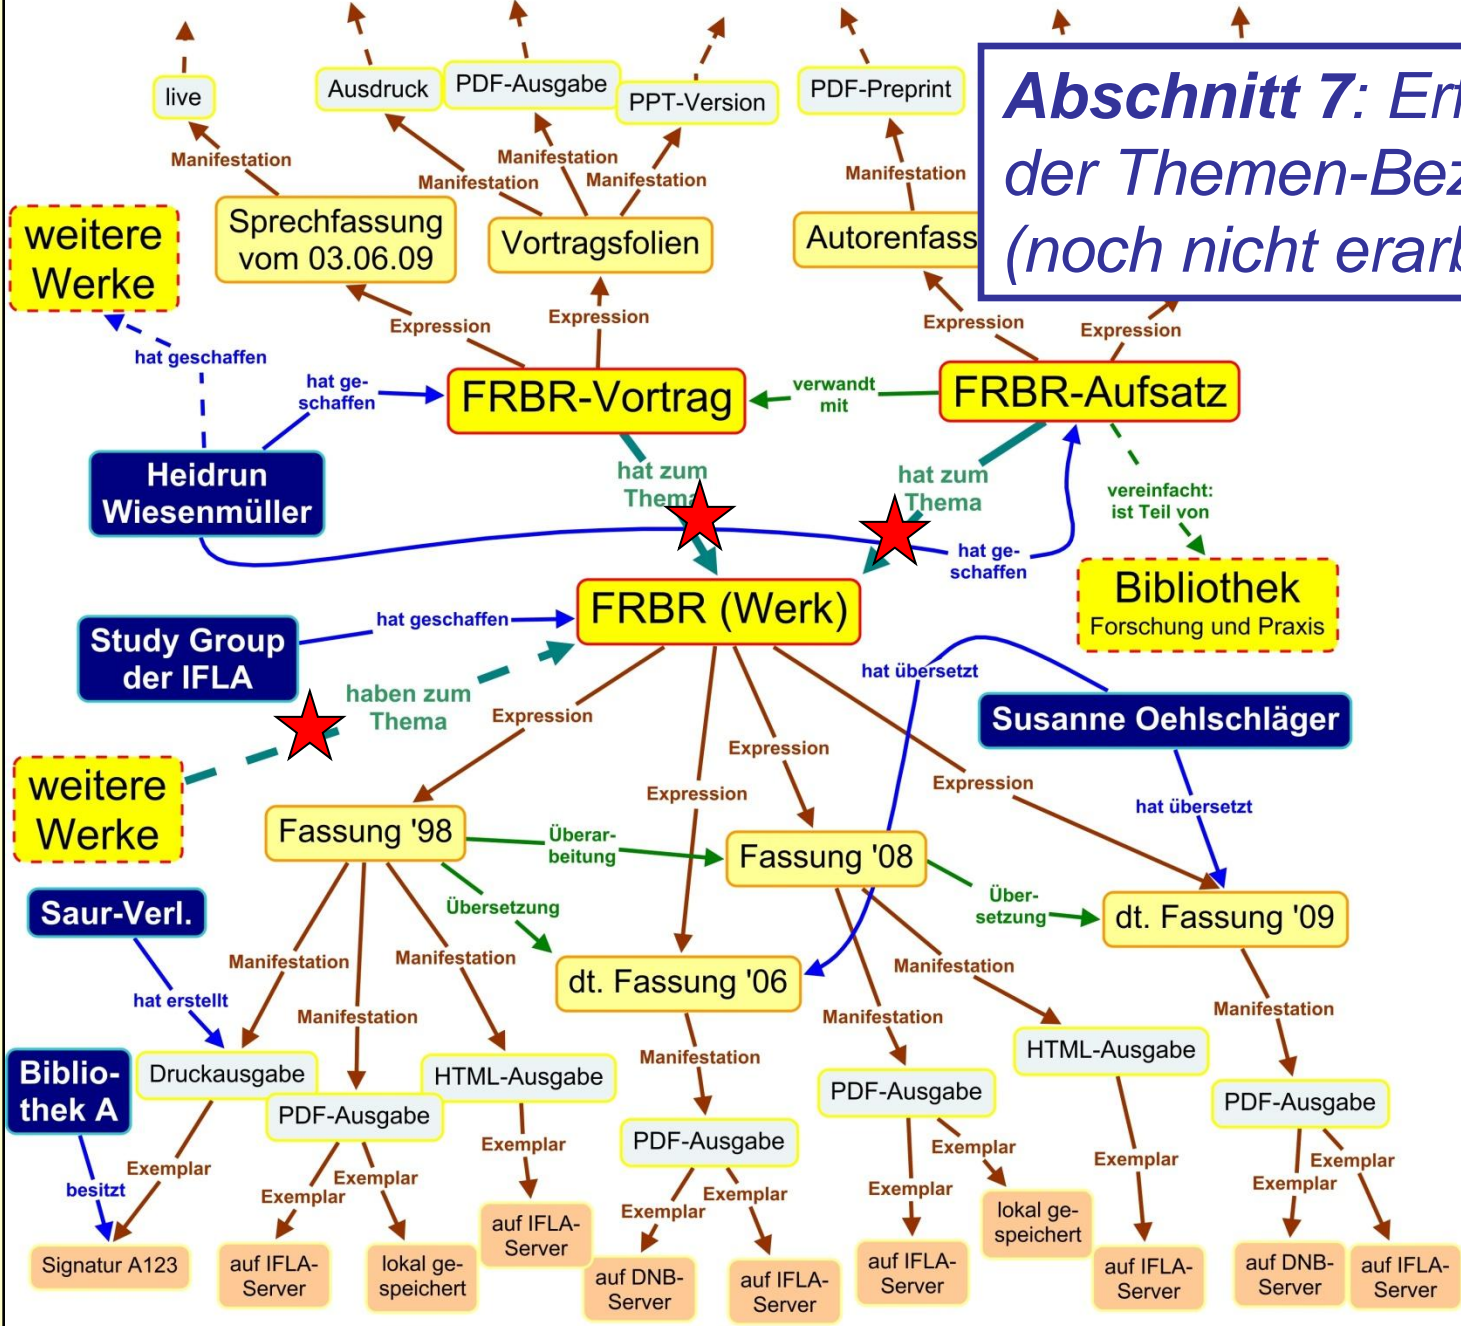 live
Ausdruck
PDF-Ausgabe
PPT-Version
PDF-Preprint
Abschnitt 7: Erf
der Themen-Bez
(noch nicht erarb
Manifestation
Manifestation
Manifestation
Manifestation
Manifestation
weitere
Werke
Sprechfassung
vom 03.06.09
Vortragsfolien
Autorenfass
Expression
Expression
Expression
Expression
hat geschaffen
hat ge-
schaffen
FRBR-Vortrag
verwandt
mit
FRBR-Aufsatz
Heidrun
Wiesenmüller
hat zum
Thema
hat zum
Thema
vereinfacht:
ist Teil von
hat ge-
schaffen
Bibliothek
Forschung und Praxis
Study Group
der IFLA
hat geschaffen
FRBR (Werk)
haben zum
Thema
hat übersetzt
Susanne Oehlschläger
Expression
Expression
Expression
Expression
hat übersetzt
weitere
Werke
Fassung '98
Überar-
beitung
Fassung '08
Über-
setzung
dt. Fassung '09
Saur-Verl.
Übersetzung
dt. Fassung '06
hat erstellt
Manifestation
Manifestation
Manifestation
Manifestation
Manifestation
Manifestation
Manifestation
Biblio-
thek A
Druckausgabe
PDF-Ausgabe
HTML-Ausgabe
PDF-Ausgabe
PDF-Ausgabe
HTML-Ausgabe
PDF-Ausgabe
besitzt
Exemplar
Exemplar
Exemplar
Exemplar
Exemplar
Exemplar
Exemplar
Exemplar
Exemplar
Exemplar
Exemplar
Signatur A123
auf IFLA-
Server
lokal ge-
speichert
auf IFLA-
Server
auf DNB-
Server
auf IFLA-
Server
auf IFLA-
Server
lokal ge-
speichert
auf IFLA-
Server
auf DNB-
Server
auf IFLA-
Server